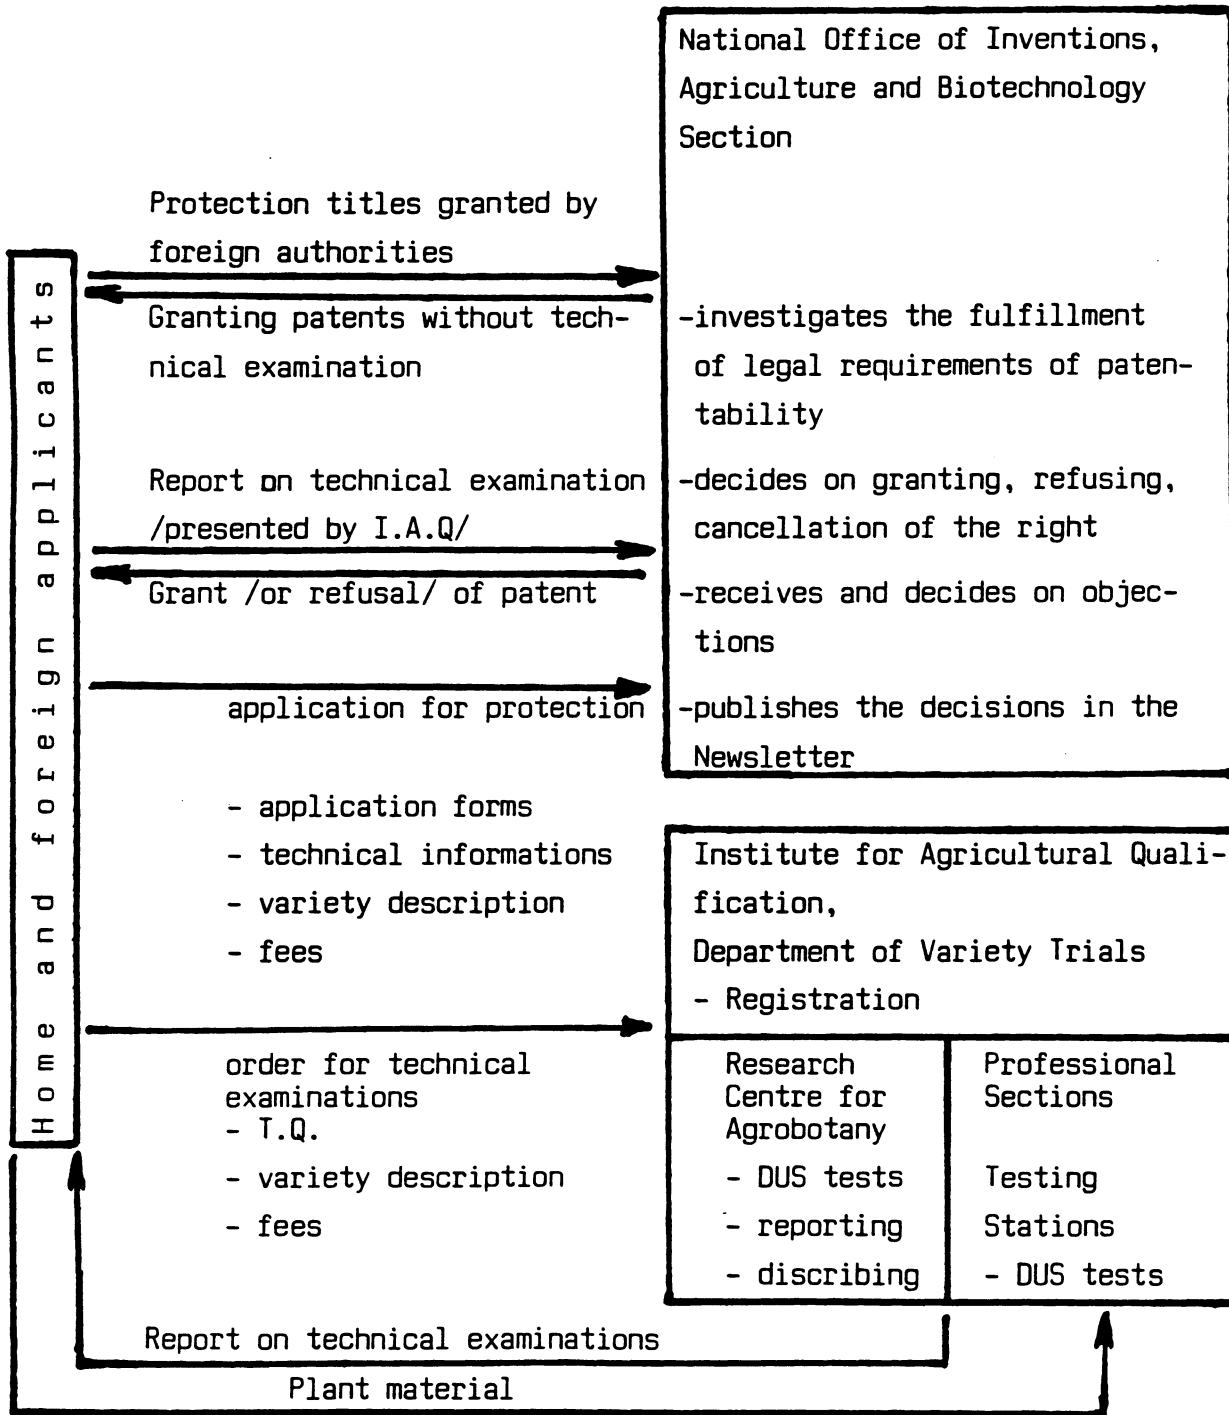 National Office of Inventions,
Agriculture and Biotechnology
Section
Protection titles granted by
foreign authorities
Granting patents without tech-
nical examination
-investigates the fulfillment
of legal requirements of paten-
tability
Report on technical examination
/presented by I.A.Q/
-decides on granting, refusing,
cancellation of the right
Grant /or refusal/ of patent
-receives and decides on objec-
tions
application for protection
-publishes the decisions in the
Newsletter
- application forms
- technical informations
- variety description
- fees
Home and foreign applicants
Institute for Agricultural Quali-
fication,
Department of Variety Trials
- Registration
order for technical
examinations
- T.Q.
- variety description
- fees
Research
Centre for
Agrobotany
- DUS tests
- reporting
- discribing
Professional
Sections
Testing
Stations
- DUS tests
Report on technical examinations
Plant material